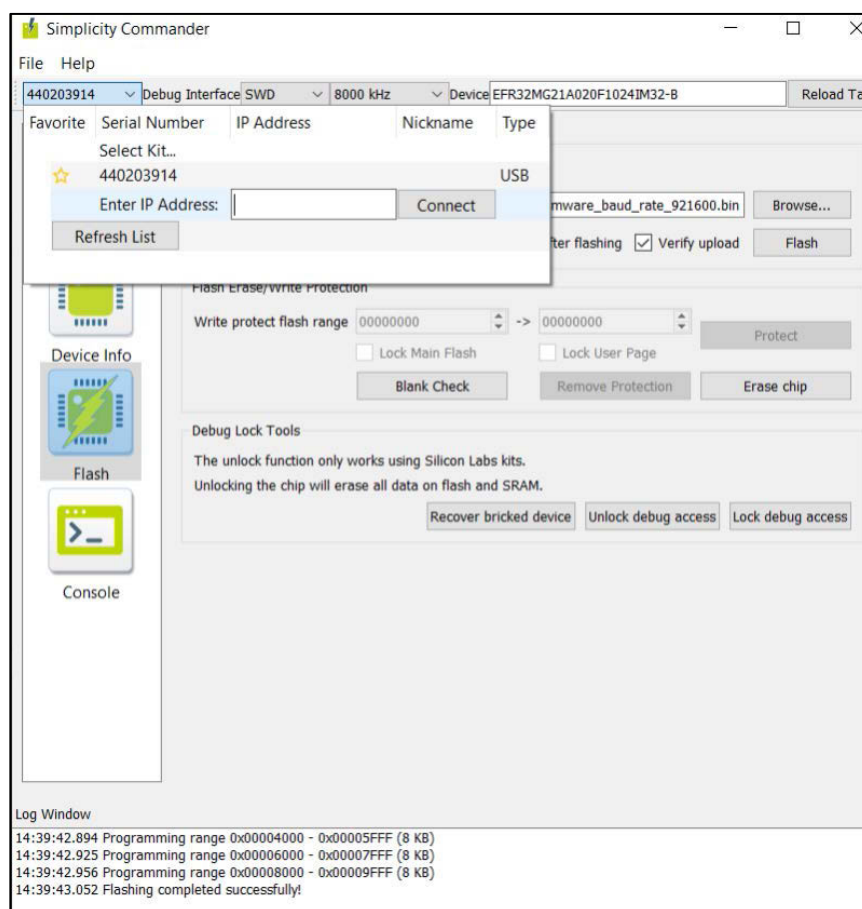 Simplicity Commander
File Help
440203914 Debug Interface SWD 8000 kHz Device EFR32MG21A020F1024IM32-B Reload Ta
Favorite Serial Number IP Address Nickname Type
Select Kit...
440203914 USB
Enter IP Address: Connect
mware_baud_rate_921600.bin Browse...
Refresh List
fter flashing Verify upload Flash
Flash Erase/Write Protection
Write protect flash range 00000000 -> 00000000
Protect
Lock Main Flash Lock User Page
Device Info
Blank Check Remove Protection Erase chip
Debug Lock Tools
The unlock function only works using Silicon Labs kits.
Flash
Unlocking the chip will erase all data on flash and SRAM.
Recover bricked device Unlock debug access Lock debug access
Console
Log Window
14:39:42.894 Programming range 0x00004000 - 0x00005FFF (8 KB)
14:39:42.925 Programming range 0x00006000 - 0x00007FFF (8 KB)
14:39:42.956 Programming range 0x00008000 - 0x00009FFF (8 KB)
14:39:43.052 Flashing completed successfully!